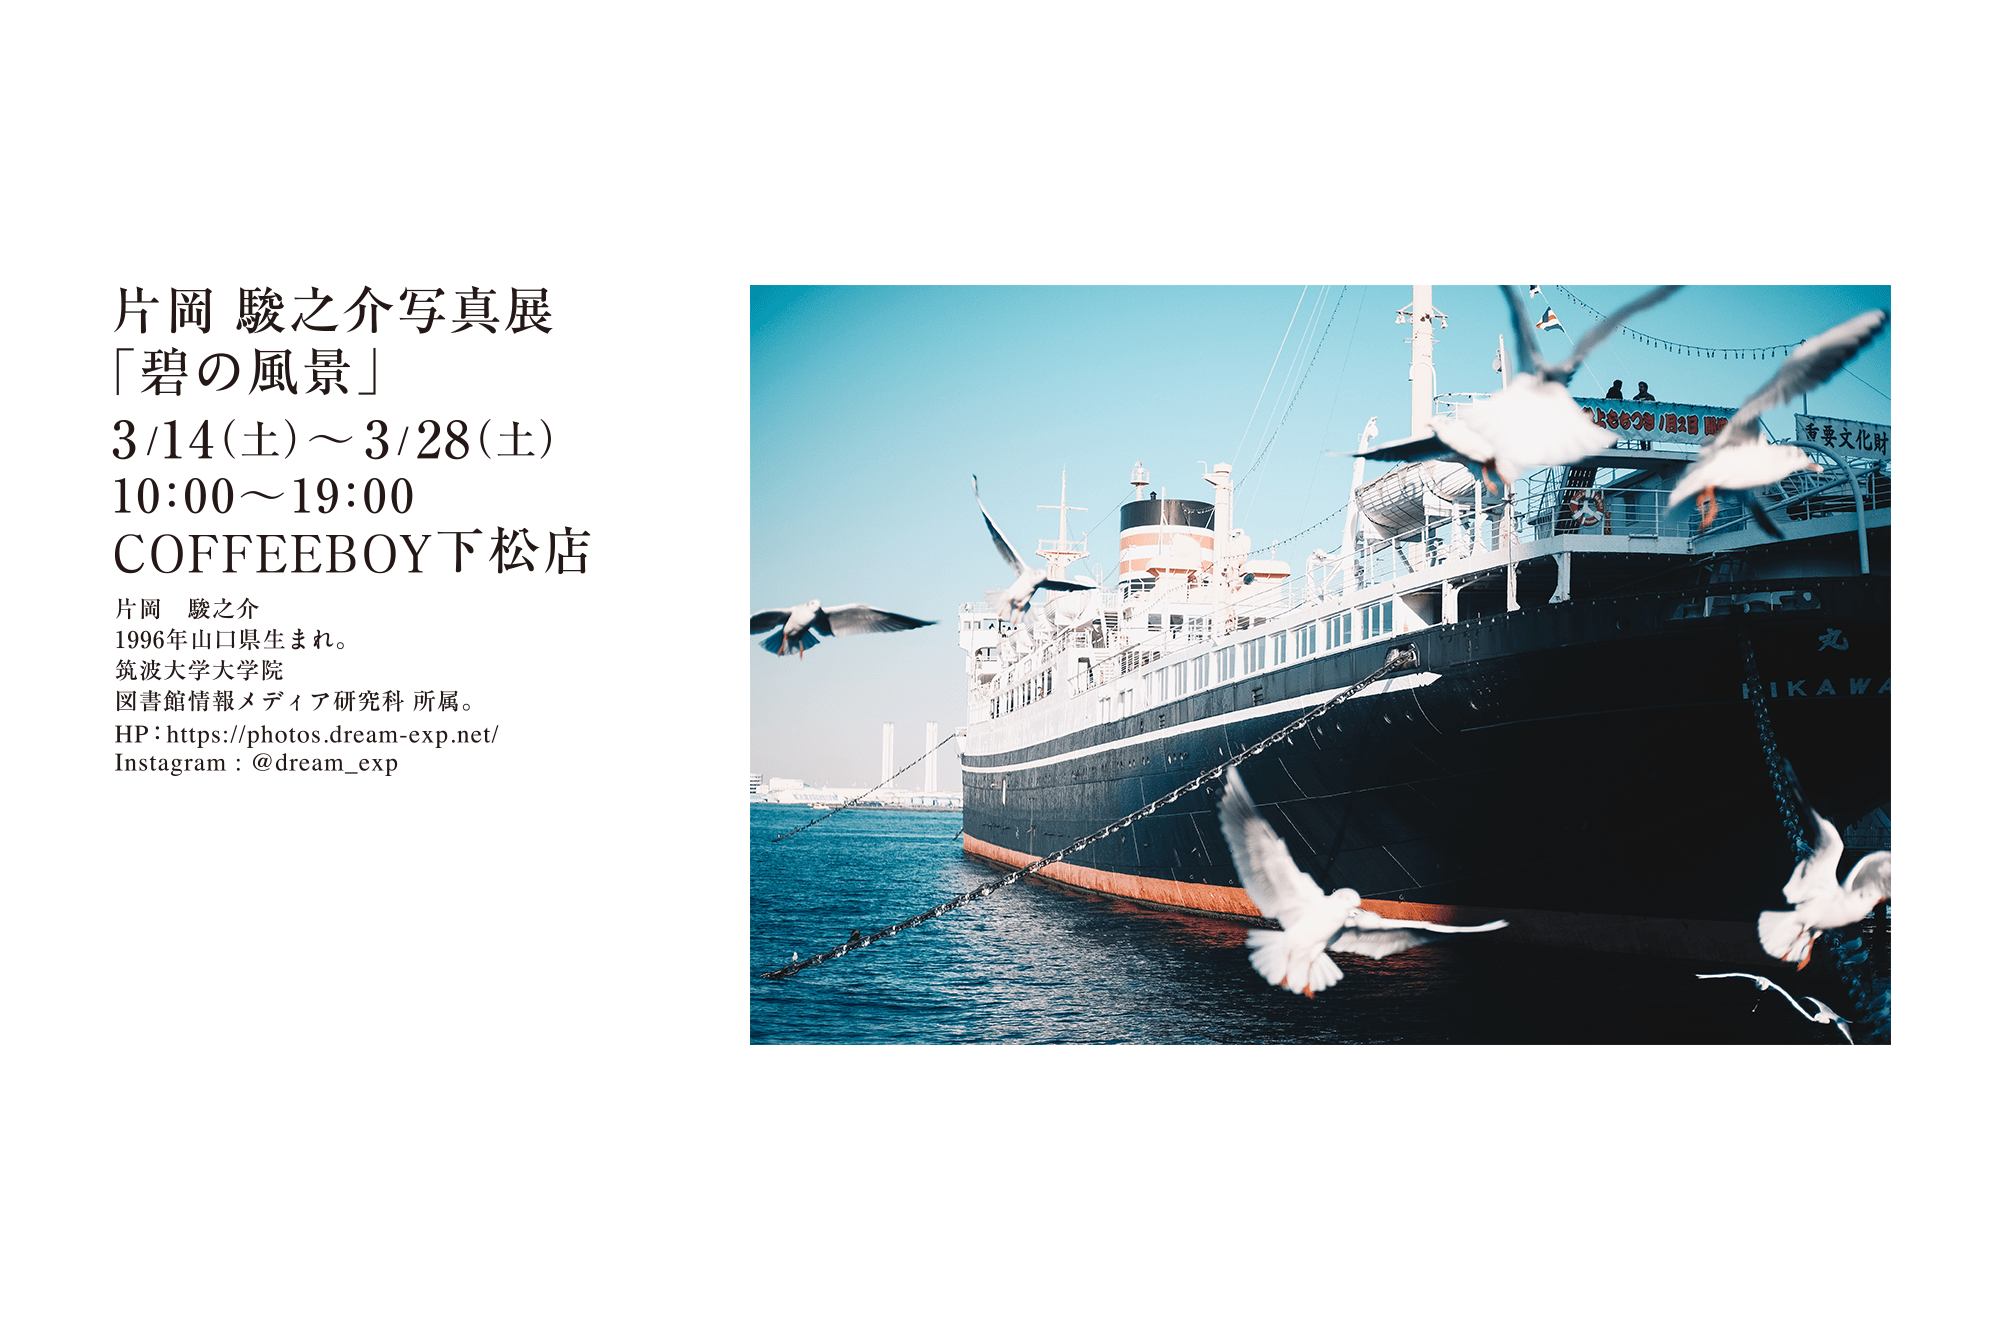 片岡 駿之介写真展
「碧の風景」
3/14(土)〜3/28(土)
10:00〜19:00
COFFEEBOY下松店
片岡　駿之介
1996年山口県生まれ。
筑波大学大学院
図書館情報メディア研究科 所属。
HP:https://photos.dream-exp.net/
Instagram : @dream_exp
重要文化財
丸
HIKAWA